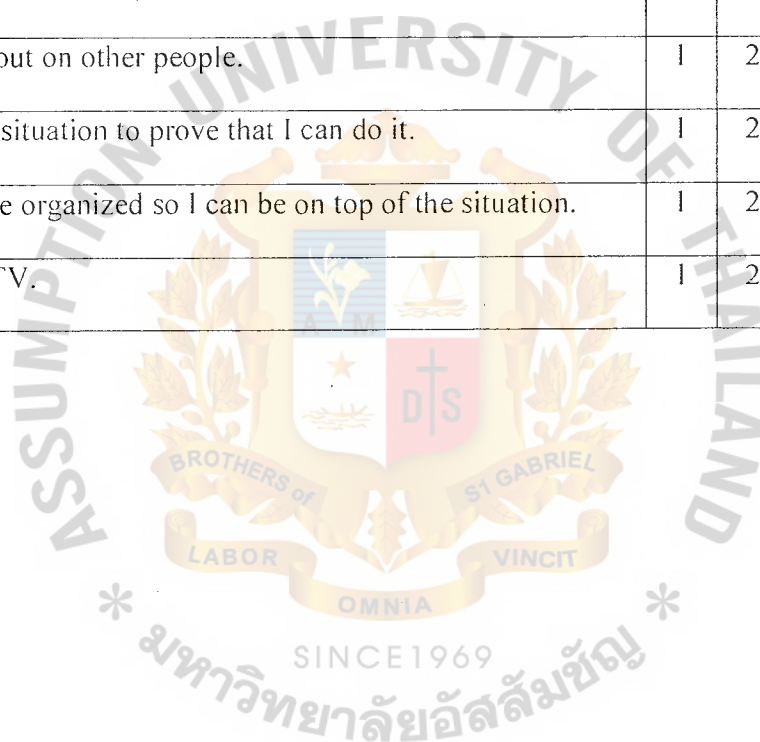 out on other people. 1 2
situation to prove that I can do it. 1 2
e organized so I can be on top of the situation. 1 2
TV. 1 2
ASSUMPTION UNIVERSITY OF THAILAND
A M
D S
BROTHERS of ST GABRIEL
LABOR VINCIT
OMNIA
* *
SINCE1969
มหาวิทยาลัยอัสสัมชัญ